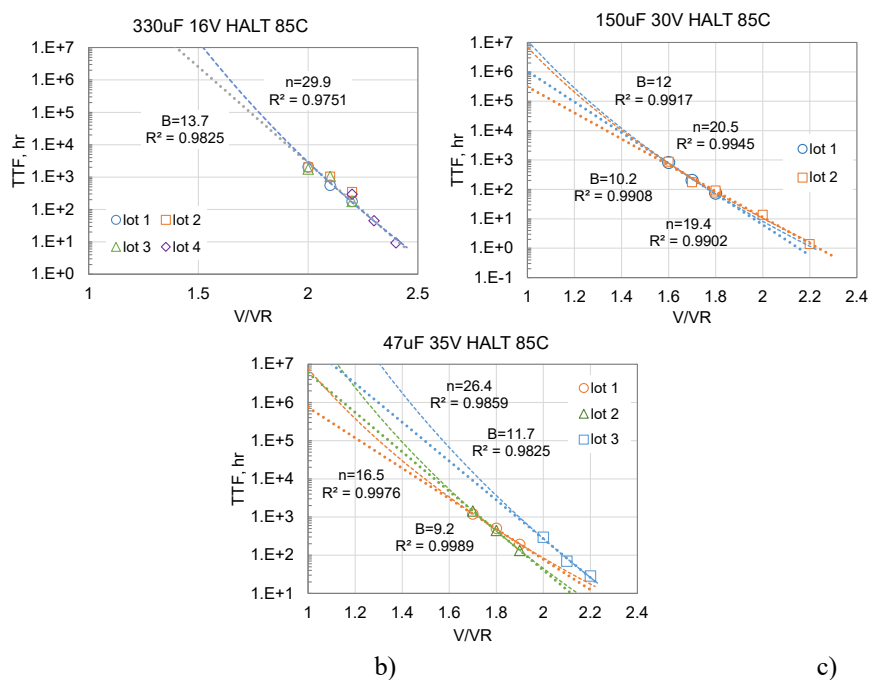 330uF 16V HALT 85C
1.E+7
1.E+6
1.E+5
1.E+4
1.E+3
1.E+2
1.E+1
1.E+0
TTF, hr
n=29.9
R² = 0.9751
B=13.7
R² = 0.9825
lot 1
lot 2
lot 3
lot 4
1
1.5
2
2.5
V/VR
150uF 30V HALT 85C
1.E+7
1.E+6
1.E+5
1.E+4
1.E+3
1.E+2
1.E+1
1.E+0
1.E-1
TTF, hr
B=12
R² = 0.9917
n=20.5
R² = 0.9945
B=10.2
R² = 0.9908
n=19.4
R² = 0.9902
lot 1
lot 2
1
1.2
1.4
1.6
1.8
2
2.2
2.4
V/VR
47uF 35V HALT 85C
1.E+7
1.E+6
1.E+5
1.E+4
1.E+3
1.E+2
1.E+1
TTF, hr
n=26.4
R² = 0.9859
B=11.7
R² = 0.9825
n=16.5
R² = 0.9976
B=9.2
R² = 0.9989
lot 1
lot 2
lot 3
1
1.2
1.4
1.6
1.8
2
2.2
2.4
V/VR
b)
c)